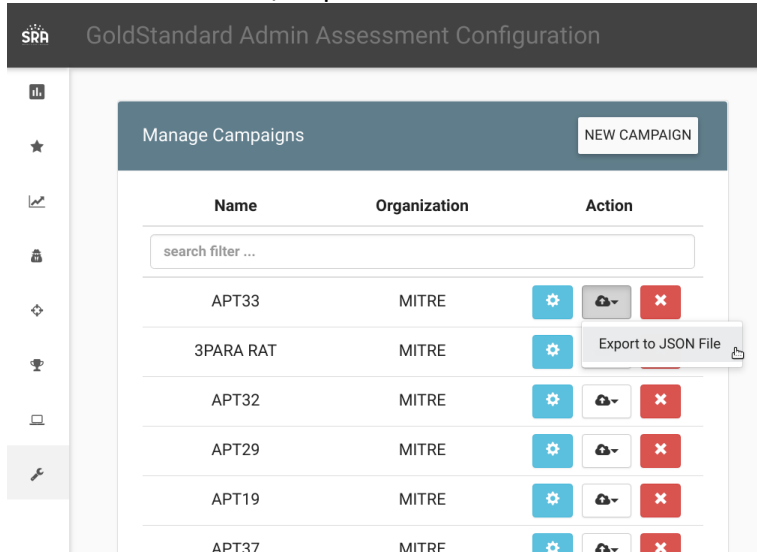 SRA
GoldStandard Admin Assessment Configuration
Manage Campaigns
NEW CAMPAIGN
Name Organization Action
search filter ...
APT33 MITRE
Export to JSON File
3PARA RAT MITRE
APT32 MITRE
APT29 MITRE
APT19 MITRE
APT37 MITRE